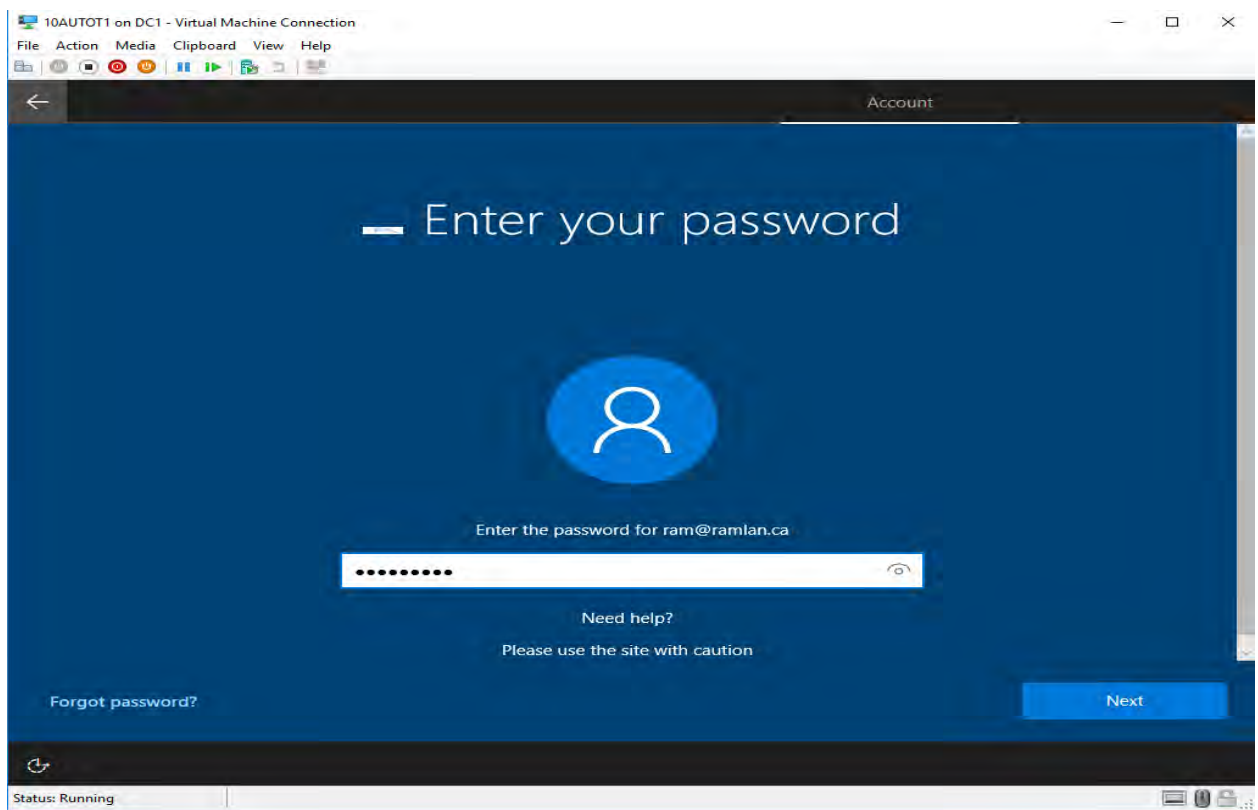 10AUTOT1 on DC1 - Virtual Machine Connection
File Action Media Clipboard View Help
Account
Enter your password
Enter the password for ram@ramlan.ca
•••••••••
Need help?
Please use the site with caution
Forgot password?
Next
Status: Running